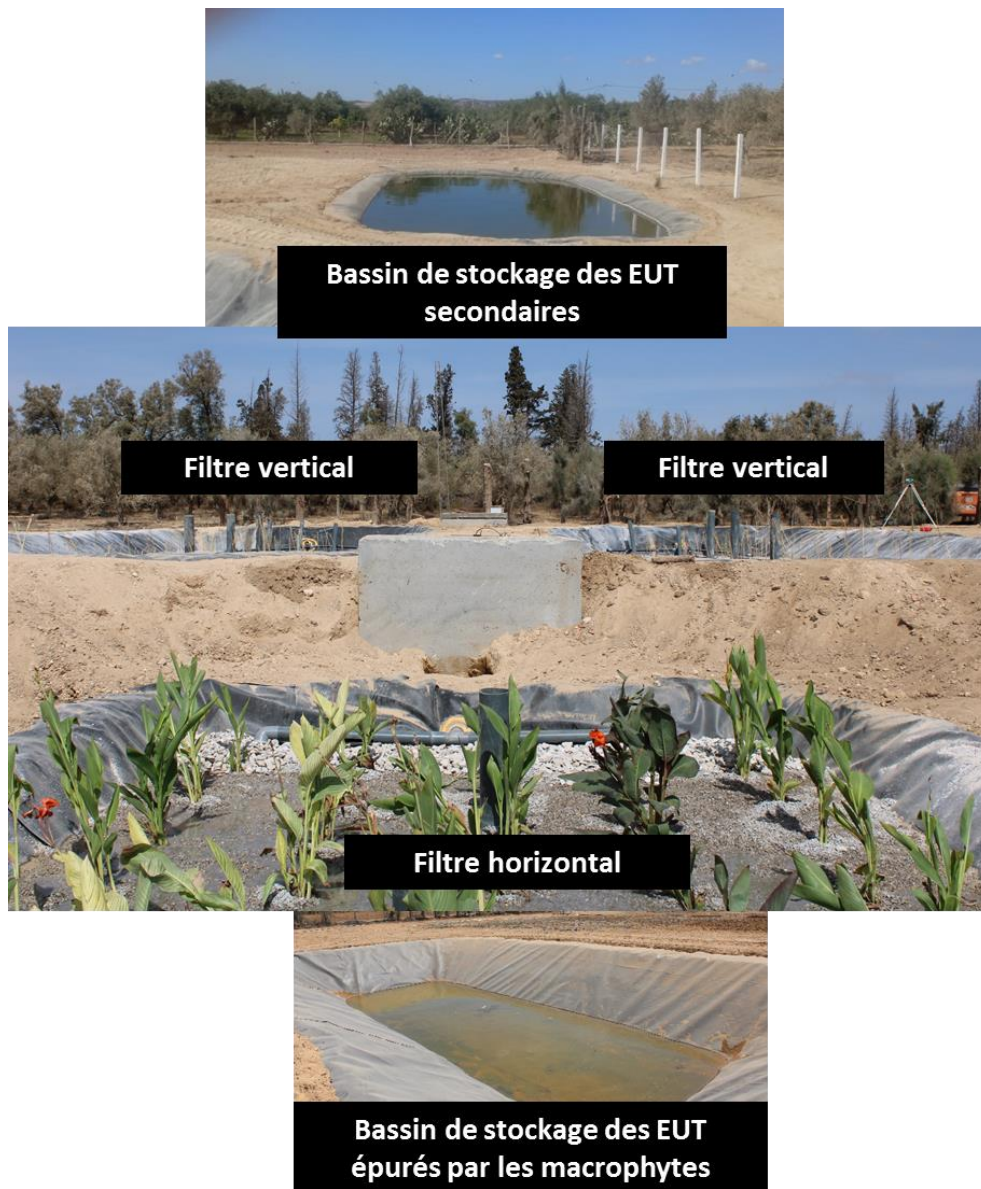 Bassin de stockage des EUT
secondaires
Filtre vertical
Filtre vertical
Filtre horizontal
Bassin de stockage des EUT
épurés par les macrophytes